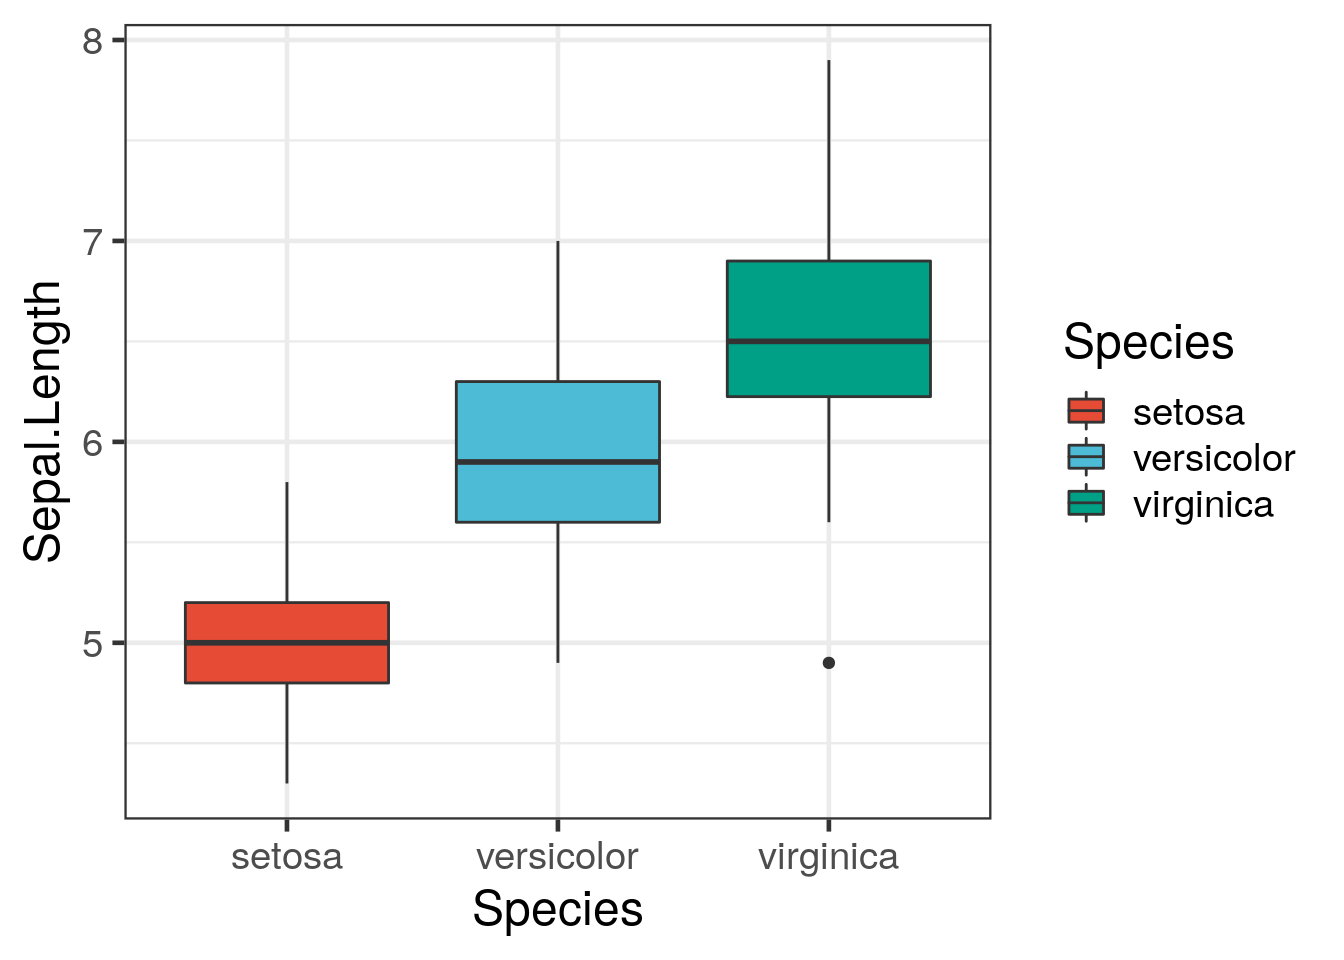 Sepal.Length
8
7
6
5
setosa versicolor virginica
Species
Species
setosa
versicolor
virginica